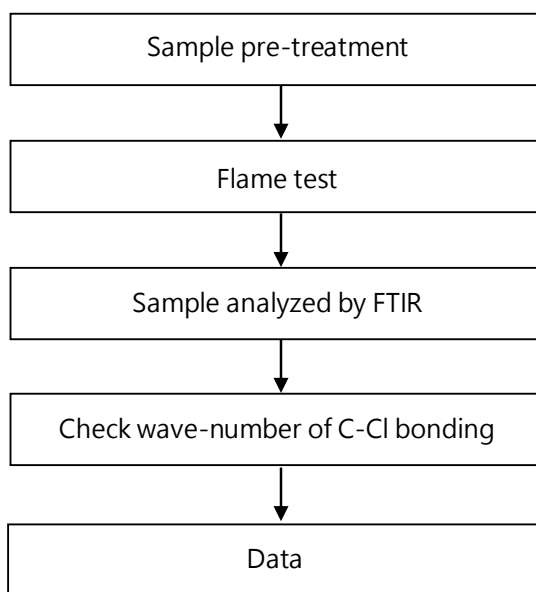 Sample pre-treatment
Flame test
Sample analyzed by FTIR
Check wave-number of C-Cl bonding
Data